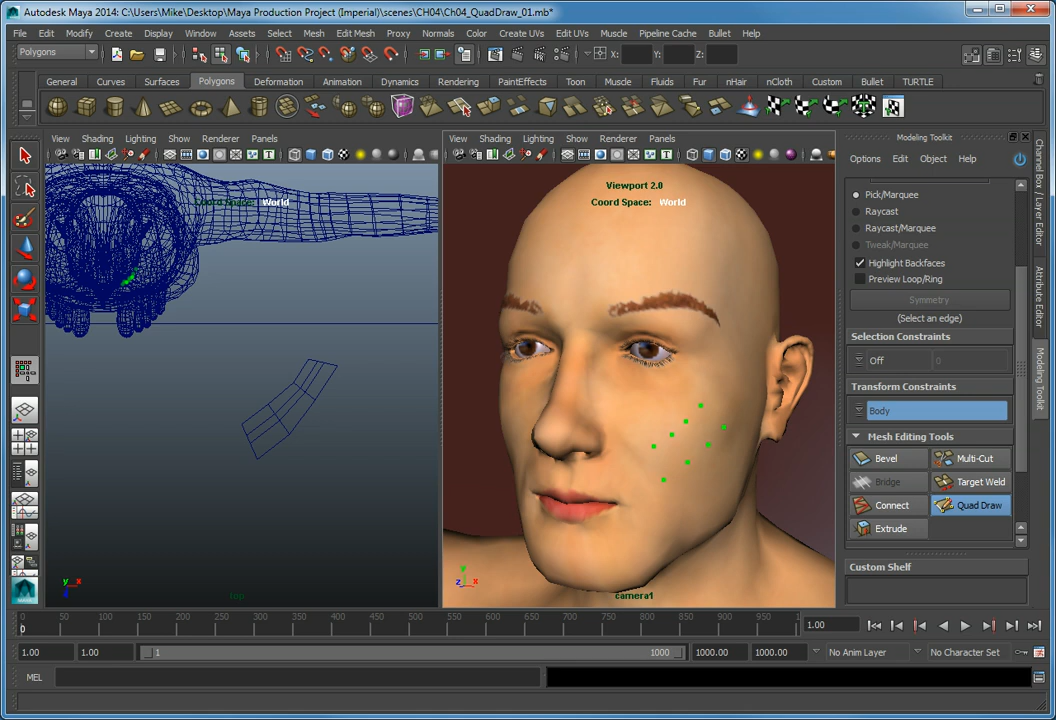 Autodesk Maya 2014: C:\Users\Mike\Desktop\Maya Production Project (Imperial)\scenes\CH04\Ch04_QuadDraw_01.mb*
File Edit Modify Create Display Window Assets Select Mesh Edit Mesh Proxy Normals Color Create UVs Edit UVs Muscle Pipeline Cache Bullet Help
Polygons X: Y: Z:
General Curves Surfaces Polygons Deformation Animation Dynamics Rendering PaintEffects Toon Muscle Fluids Fur nHair nCloth Custom Bullet TURTLE
View Shading Lighting Show Renderer Panels
Coord Space: World
y x
top
View Shading Lighting Show Renderer Panels
Viewport 2.0
Coord Space: World
y
z x
camera1
Modeling Toolkit
Options Edit Object Help
Pick/Marquee
Raycast
Raycast/Marquee
Tweak/Marquee
Highlight Backfaces
Preview Loop/Ring
Symmetry
(Select an edge)
Selection Constraints
Off 0
Transform Constraints
Body
Mesh Editing Tools
Bevel Multi-Cut
Bridge Target Weld
Connect Quad Draw
Extrude
Custom Shelf
Channel Box / Layer Editor
Attribute Editor
Modeling Toolkit
0 50 100 150 200 250 300 350 400 450 500 550 600 650 700 750 800 850 900 950 1
0
1.00
1.00 1.00 1 1000 1000.00 1000.00 No Anim Layer No Character Set
MEL